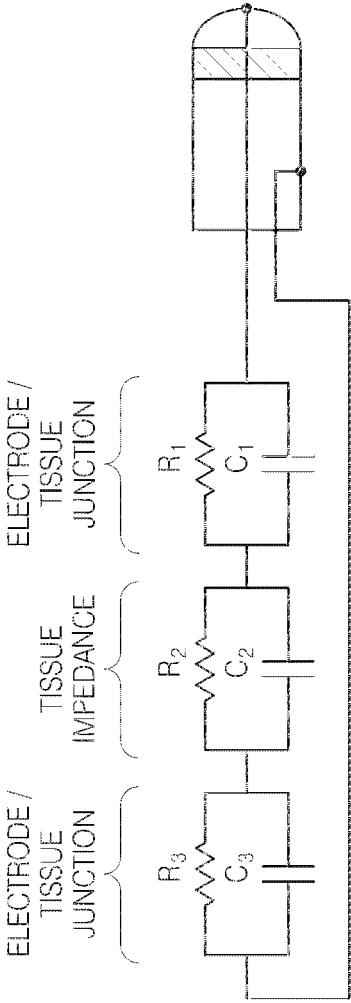 ELECTRODE /
TISSUE
JUNCTION
R3
C3
TISSUE
IMPEDANCE
R2
C2
ELECTRODE /
TISSUE
JUNCTION
R1
C1